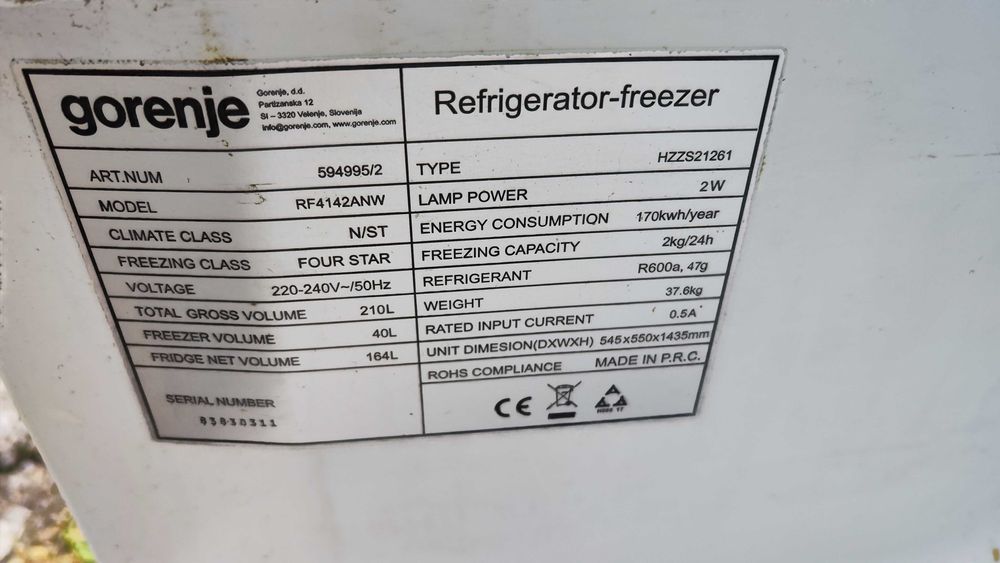 gorenje
Gorenje, d.d.
Partizanska 12
SI – 3320 Velenje, Slovenija
info@gorenje.com, www.gorenje.com
Refrigerator-freezer
ART.NUM 594995/2
MODEL RF4142ANW
CLIMATE CLASS N/ST
FREEZING CLASS FOUR STAR
VOLTAGE 220-240V~/50Hz
TOTAL GROSS VOLUME 210L
FREEZER VOLUME 40L
FRIDGE NET VOLUME 164L
SERIAL NUMBER
83830311
TYPE HZZS21261
LAMP POWER 2W
ENERGY CONSUMPTION 170kwh/year
FREEZING CAPACITY 2kg/24h
REFRIGERANT R600a, 47g
WEIGHT 37.6kg
RATED INPUT CURRENT 0.5A
UNIT DIMESION(DXWXH) 545x550x1435mm
ROHS COMPLIANCE MADE IN P.R.C.
CE